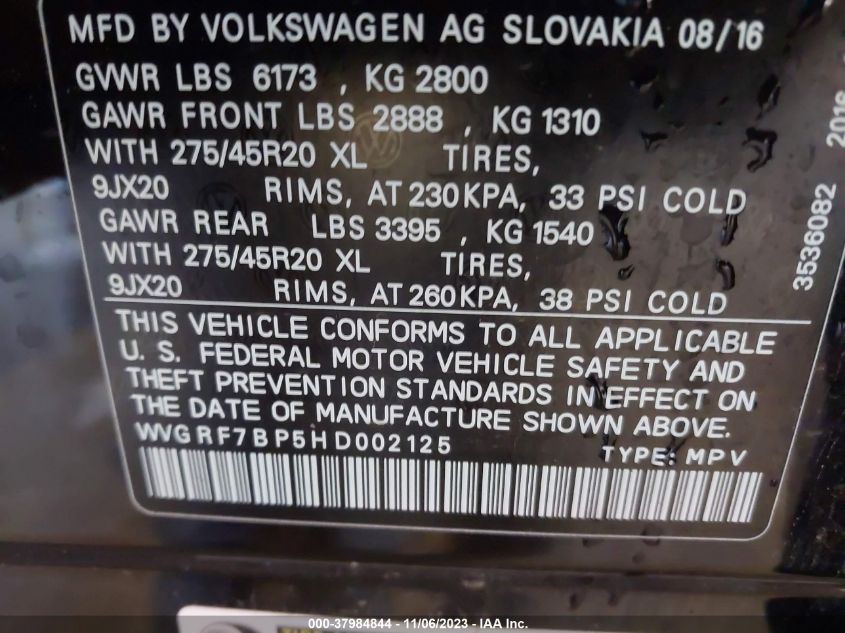 MFD BY VOLKSWAGEN AG SLOVAKIA 08/16
GVWR LBS 6173 , KG 2800
GAWR FRONT LBS 2888 , KG 1310
WITH 275/45R20 XL TIRES,
9JX20 RIMS, AT 230KPA, 33 PSI COLD
GAWR REAR LBS 3395 , KG 1540
WITH 275/45R20 XL TIRES,
9JX20 RIMS, AT 260KPA, 38 PSI COLD
THIS VEHICLE CONFORMS TO ALL APPLICABLE
U. S. FEDERAL MOTOR VEHICLE SAFETY AND
THEFT PREVENTION STANDARDS IN EFFECT ON
THE DATE OF MANUFACTURE SHOWN ABOVE.
WVGRF7BP5HD002125 TYPE: MPV
3536082 2016
000-37984844 — 11/06/2023 — IAA Inc.